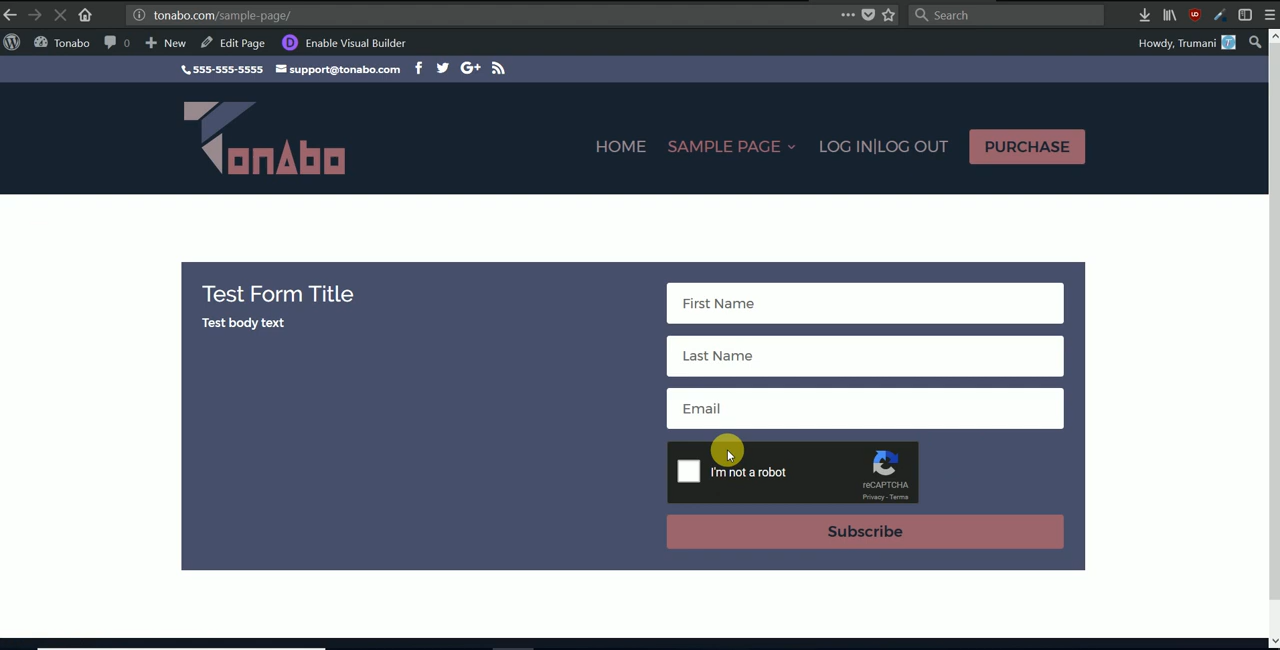 tonabo.com/sample-page/
Search
Tonabo 0 New Edit Page D Enable Visual Builder Howdy, Trumani T
555-555-5555 support@tonabo.com
TonAbo
HOME SAMPLE PAGE LOG IN|LOG OUT PURCHASE
Test Form Title
Test body text
First Name
Last Name
Email
I'm not a robot
reCAPTCHA
Privacy - Terms
Subscribe